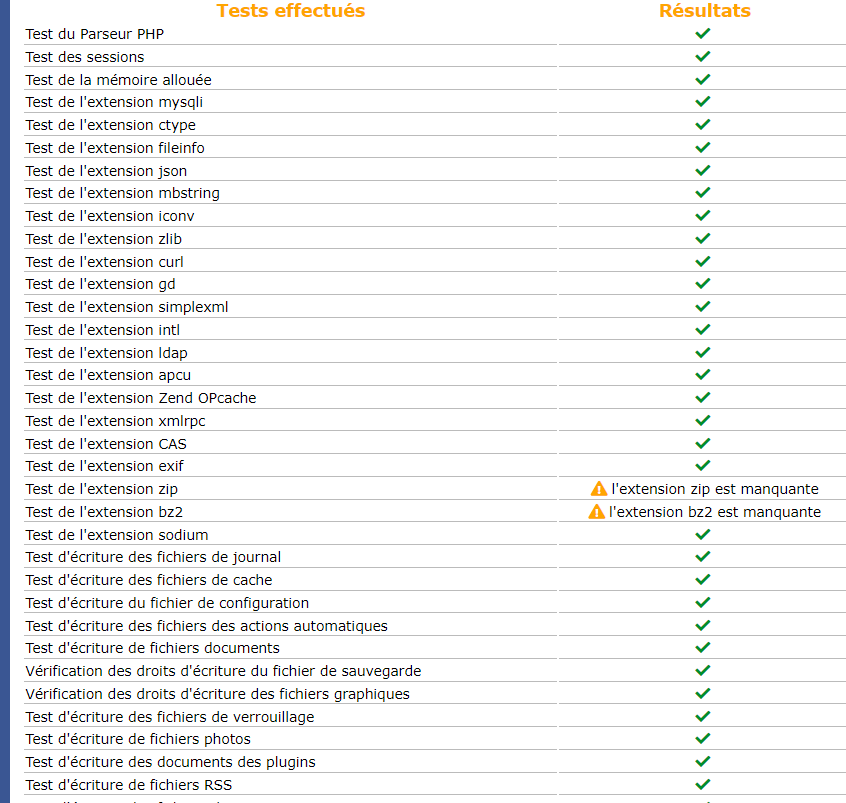 Tests effectués Résultats
Test du Parseur PHP
Test des sessions
Test de la mémoire allouée
Test de l'extension mysqli
Test de l'extension ctype
Test de l'extension fileinfo
Test de l'extension json
Test de l'extension mbstring
Test de l'extension iconv
Test de l'extension zlib
Test de l'extension curl
Test de l'extension gd
Test de l'extension simplexml
Test de l'extension intl
Test de l'extension ldap
Test de l'extension apcu
Test de l'extension Zend OPcache
Test de l'extension xmlrpc
Test de l'extension CAS
Test de l'extension exif
Test de l'extension zip l'extension zip est manquante
Test de l'extension bz2 l'extension bz2 est manquante
Test de l'extension sodium
Test d'écriture des fichiers de journal
Test d'écriture des fichiers de cache
Test d'écriture du fichier de configuration
Test d'écriture des fichiers des actions automatiques
Test d'écriture de fichiers documents
Vérification des droits d'écriture du fichier de sauvegarde
Vérification des droits d'écriture des fichiers graphiques
Test d'écriture des fichiers de verrouillage
Test d'écriture de fichiers photos
Test d'écriture des documents des plugins
Test d'écriture de fichiers RSS